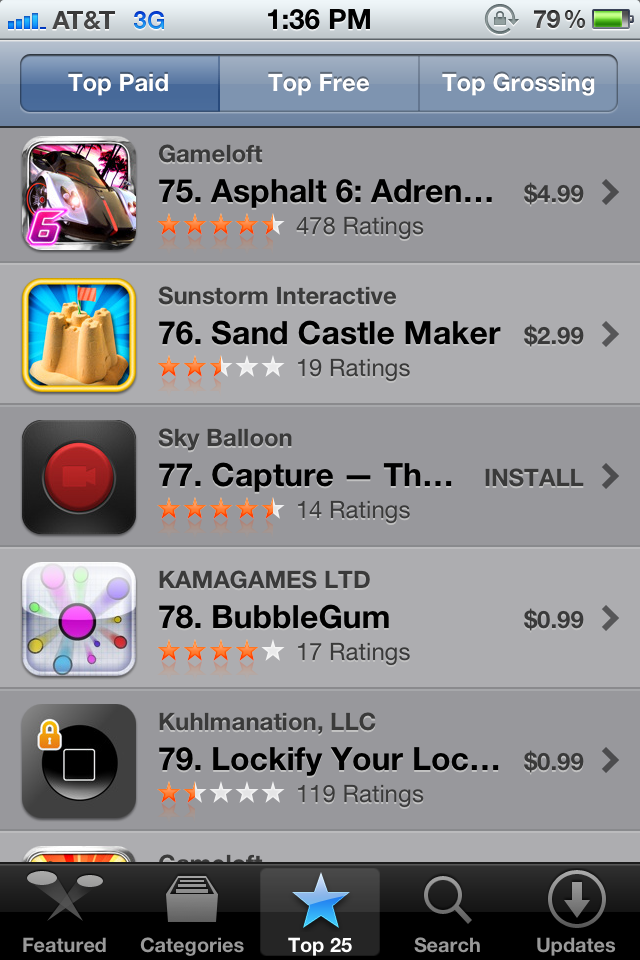 AT&T 3G 1:36 PM 79%
Top Paid Top Free Top Grossing
Gameloft
75. Asphalt 6: Adren... $4.99
478 Ratings
6
Sunstorm Interactive
76. Sand Castle Maker $2.99
19 Ratings
Sky Balloon
77. Capture — Th... INSTALL
14 Ratings
KAMAGAMES LTD
78. BubbleGum $0.99
17 Ratings
Kuhlmanation, LLC
79. Lockify Your Loc... $0.99
119 Ratings
Gameloft
Featured Categories Top 25 Search Updates